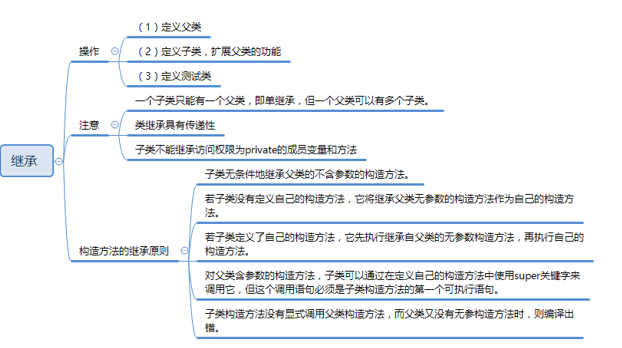 继承
操作
（1）定义父类
（2）定义子类，扩展父类的功能
（3）定义测试类
注意
一个子类只能有一个父类，即单继承，但一个父类可以有多个子类。
类继承具有传递性
子类不能继承访问权限为private的成员变量和方法
构造方法的继承原则
子类无条件地继承父类的不含参数的构造方法。
若子类没有定义自己的构造方法，它将继承父类无参数的构造方法作为自己的构造方
法。
若子类定义了自己的构造方法，它先执行继承自父类的无参数构造方法，再执行自己的
构造方法。
对父类含参数的构造方法，子类可以通过在定义自己的构造方法中使用super关键字来
调用它，但这个调用语句必须是子类构造方法的第一个可执行语句。
子类构造方法没有显式调用父类构造方法，而父类又没有无参构造方法时，则编译出
错。